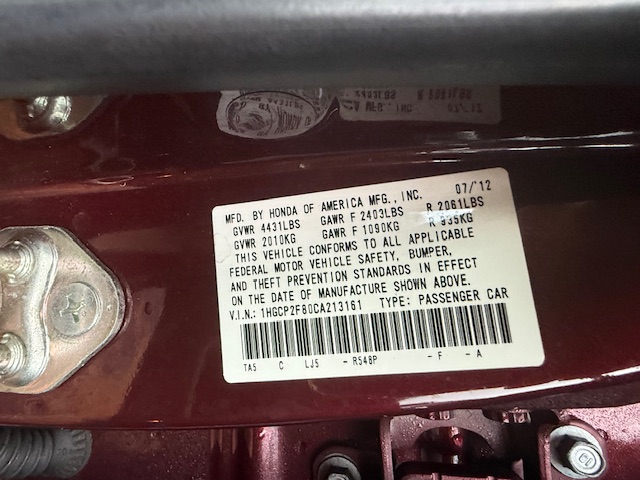 MFD. BY HONDA OF AMERICA MFG., INC. 07/'12
GVWR 4431LBS GAWR F 2403LBS R 2061LBS
GVWR 2010KG GAWR F 1090KG R 935KG
THIS VEHICLE CONFORMS TO ALL APPLICABLE
FEDERAL MOTOR VEHICLE SAFETY, BUMPER,
AND THEFT PREVENTION STANDARDS IN EFFECT
ON THE DATE OF MANUFACTURE SHOWN ABOVE.
V.I.N.: 1HGCP2F80CA213161 TYPE: PASSENGER CAR
TA5 C LJ5 - R548P - F - A